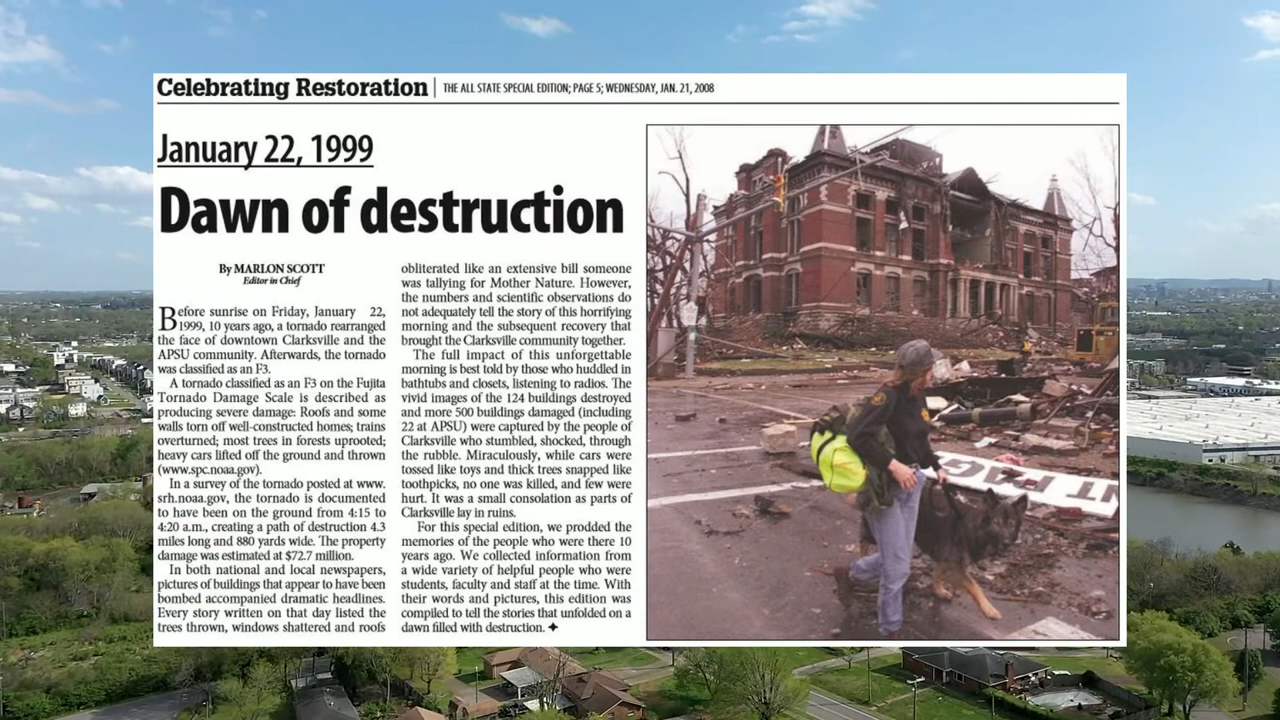 Celebrating Restoration | THE ALL STATE SPECIAL EDITION; PAGE 5; WEDNESDAY, JAN. 21, 2008
January 22, 1999
Dawn of destruction
By MARLON SCOTT
Editor in Chief
Before sunrise on Friday, January 22,
1999, 10 years ago, a tornado rearranged
the face of downtown Clarksville and the
APSU community. Afterwards, the tornado
was classified as an F3.
A tornado classified as an F3 on the Fujita
Tornado Damage Scale is described as
producing severe damage: Roofs and some
walls torn off well-constructed homes; trains
overturned; most trees in forests uprooted;
heavy cars lifted off the ground and thrown
(www.spc.noaa.gov).
In a survey of the tornado posted at www.
srh.noaa.gov, the tornado is documented
to have been on the ground from 4:15 to
4:20 a.m., creating a path of destruction 4.3
miles long and 880 yards wide. The property
damage was estimated at $72.7 million.
In both national and local newspapers,
pictures of buildings that appear to have been
bombed accompanied dramatic headlines.
Every story written on that day listed the
trees thrown, windows shattered and roofs
obliterated like an extensive bill someone
was tallying for Mother Nature. However,
the numbers and scientific observations do
not adequately tell the story of this horrifying
morning and the subsequent recovery that
brought the Clarksville community together.
The full impact of this unforgettable
morning is best told by those who huddled in
bathtubs and closets, listening to radios. The
vivid images of the 124 buildings destroyed
and more 500 buildings damaged (including
22 at APSU) were captured by the people of
Clarksville who stumbled, shocked, through
the rubble. Miraculously, while cars were
tossed like toys and thick trees snapped like
toothpicks, no one was killed, and few were
hurt. It was a small consolation as parts of
Clarksville lay in ruins.
For this special edition, we prodded the
memories of the people who were there 10
years ago. We collected information from
a wide variety of helpful people who were
students, faculty and staff at the time. With
their words and pictures, this edition was
compiled to tell the stories that unfolded on a
dawn filled with destruction.